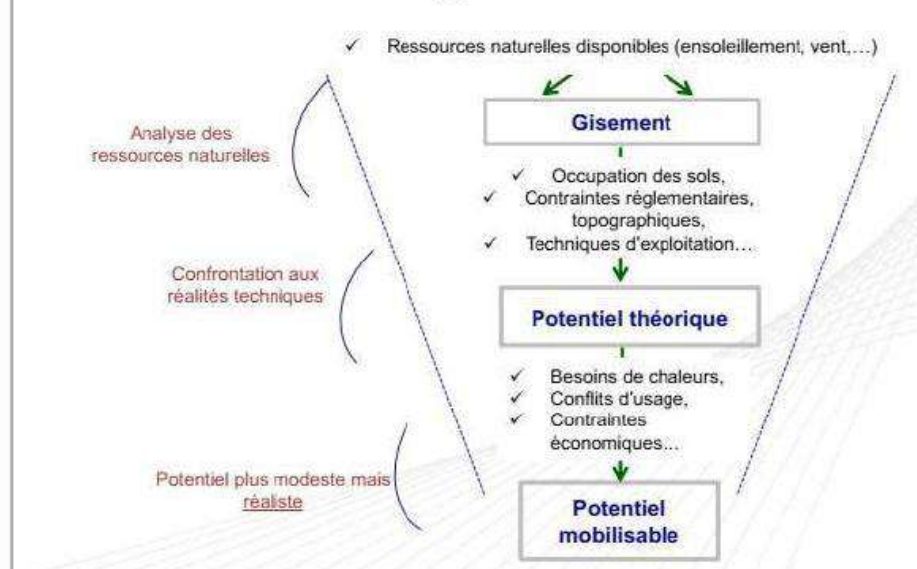 ✓ Ressources naturelles disponibles (ensoleillement, vent,…)
Gisement
Analyse des
ressources naturelles
✓ Occupation des sols,
✓ Contraintes réglementaires,
topographiques,
✓ Techniques d'exploitation…
Confrontation aux
réalités techniques
Potentiel théorique
✓ Besoins de chaleurs,
✓ Conflits d'usage,
✓ Contraintes
économiques...
Potentiel plus modeste mais
réaliste
Potentiel
mobilisable